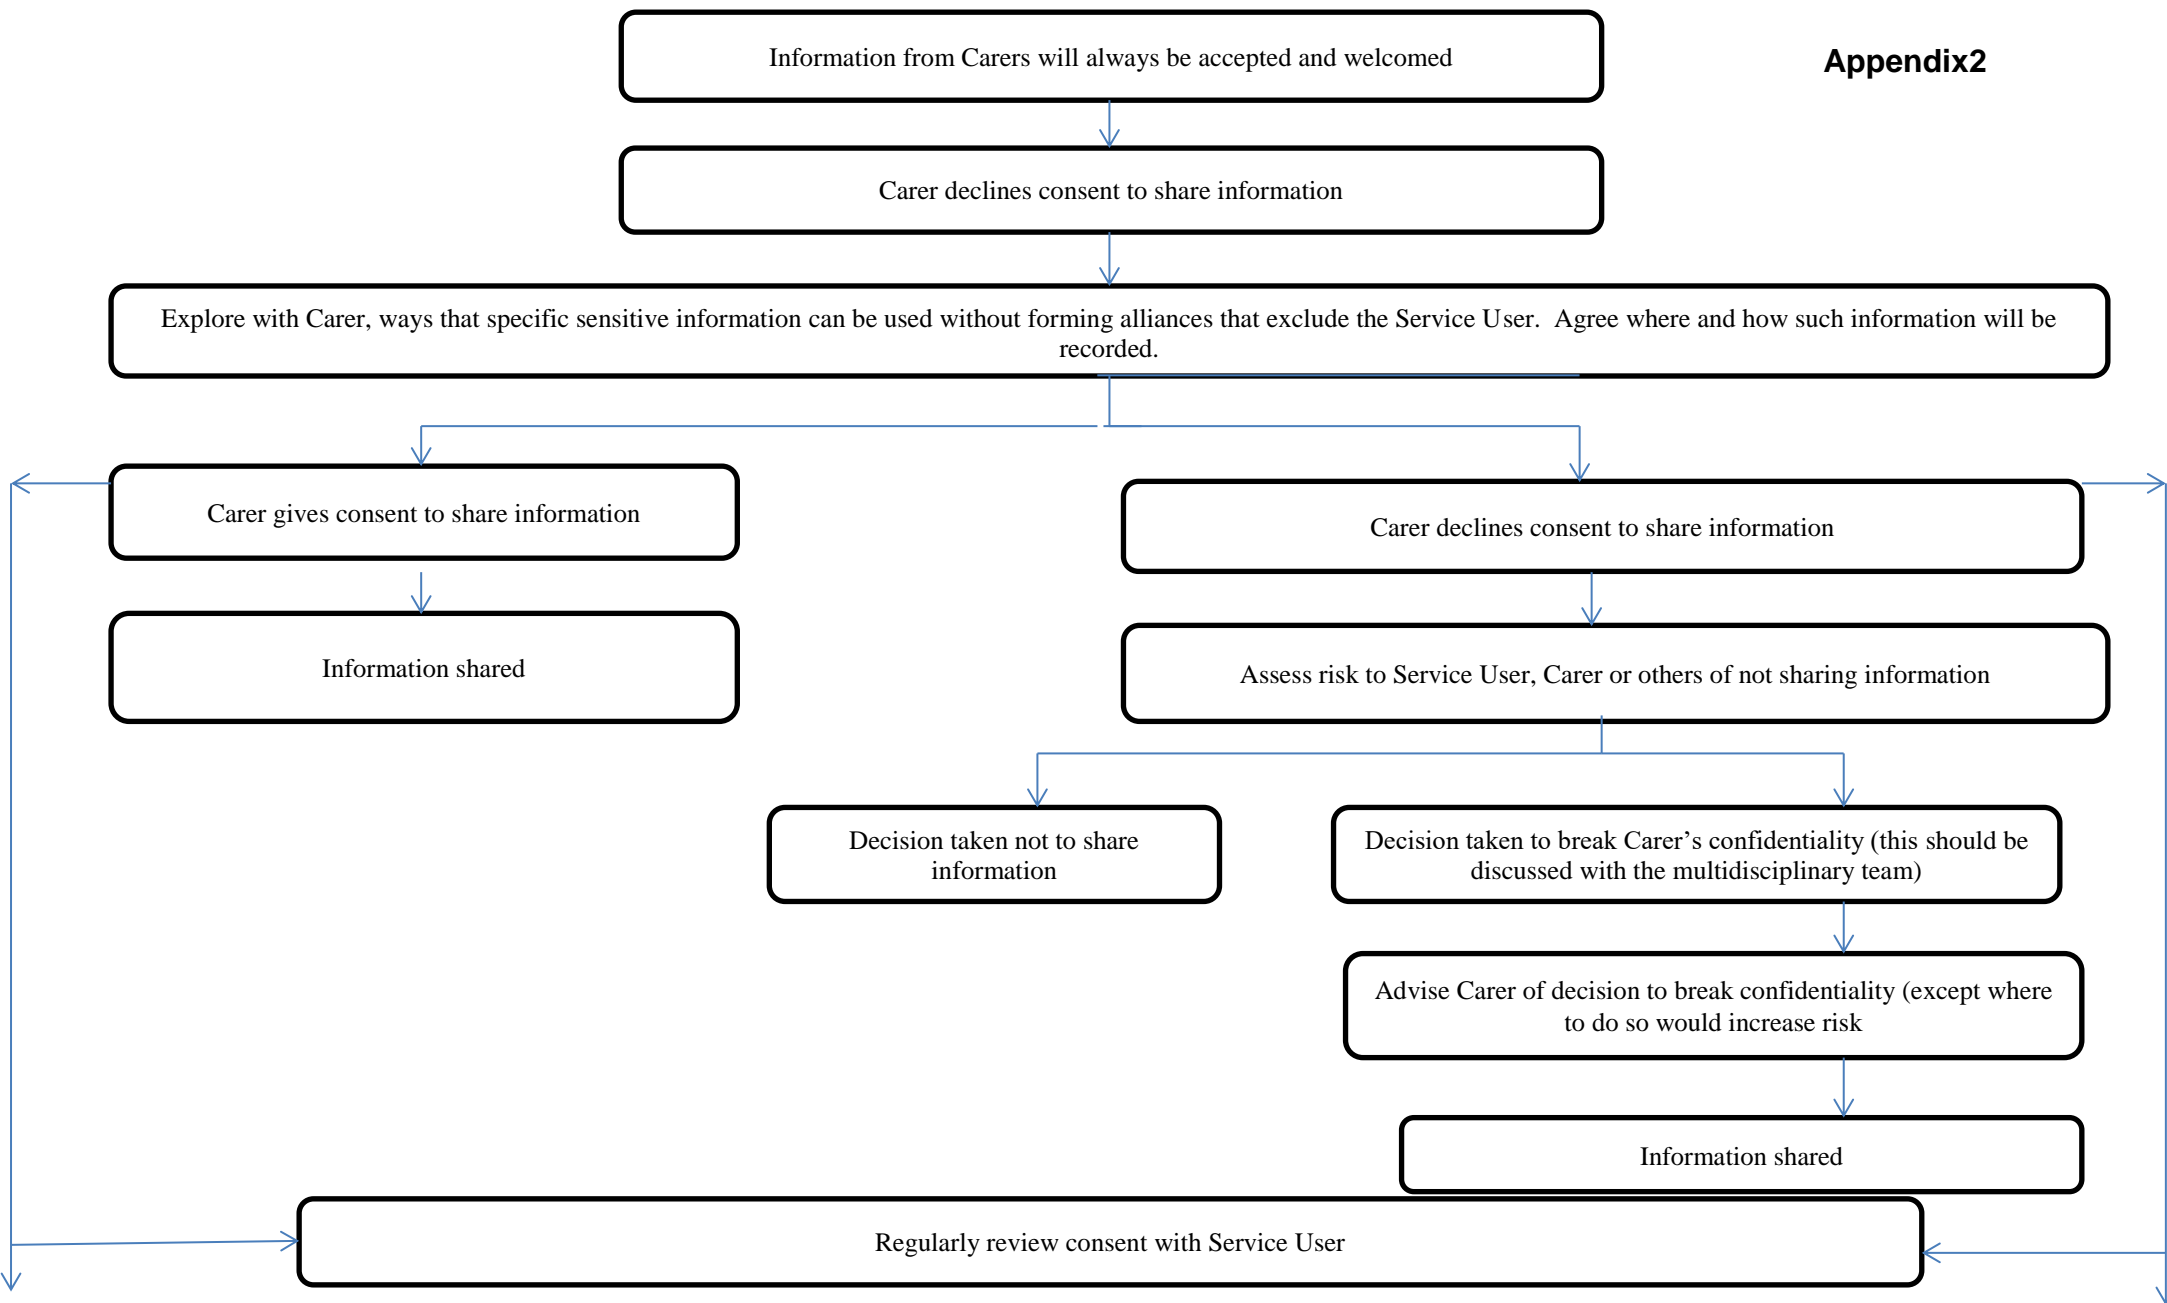 Appendix2
Information from Carers will always be accepted and welcomed
Carer declines consent to share information
Explore with Carer, ways that specific sensitive information can be used without forming alliances that exclude the Service User.  Agree where and how such information will be
recorded.
Carer gives consent to share information
Carer declines consent to share information
Information shared
Assess risk to Service User, Carer or others of not sharing information
Decision taken not to share
information
Decision taken to break Carer’s confidentiality (this should be
discussed with the multidisciplinary team)
Advise Carer of decision to break confidentiality (except where
to do so would increase risk
Information shared
Regularly review consent with Service User